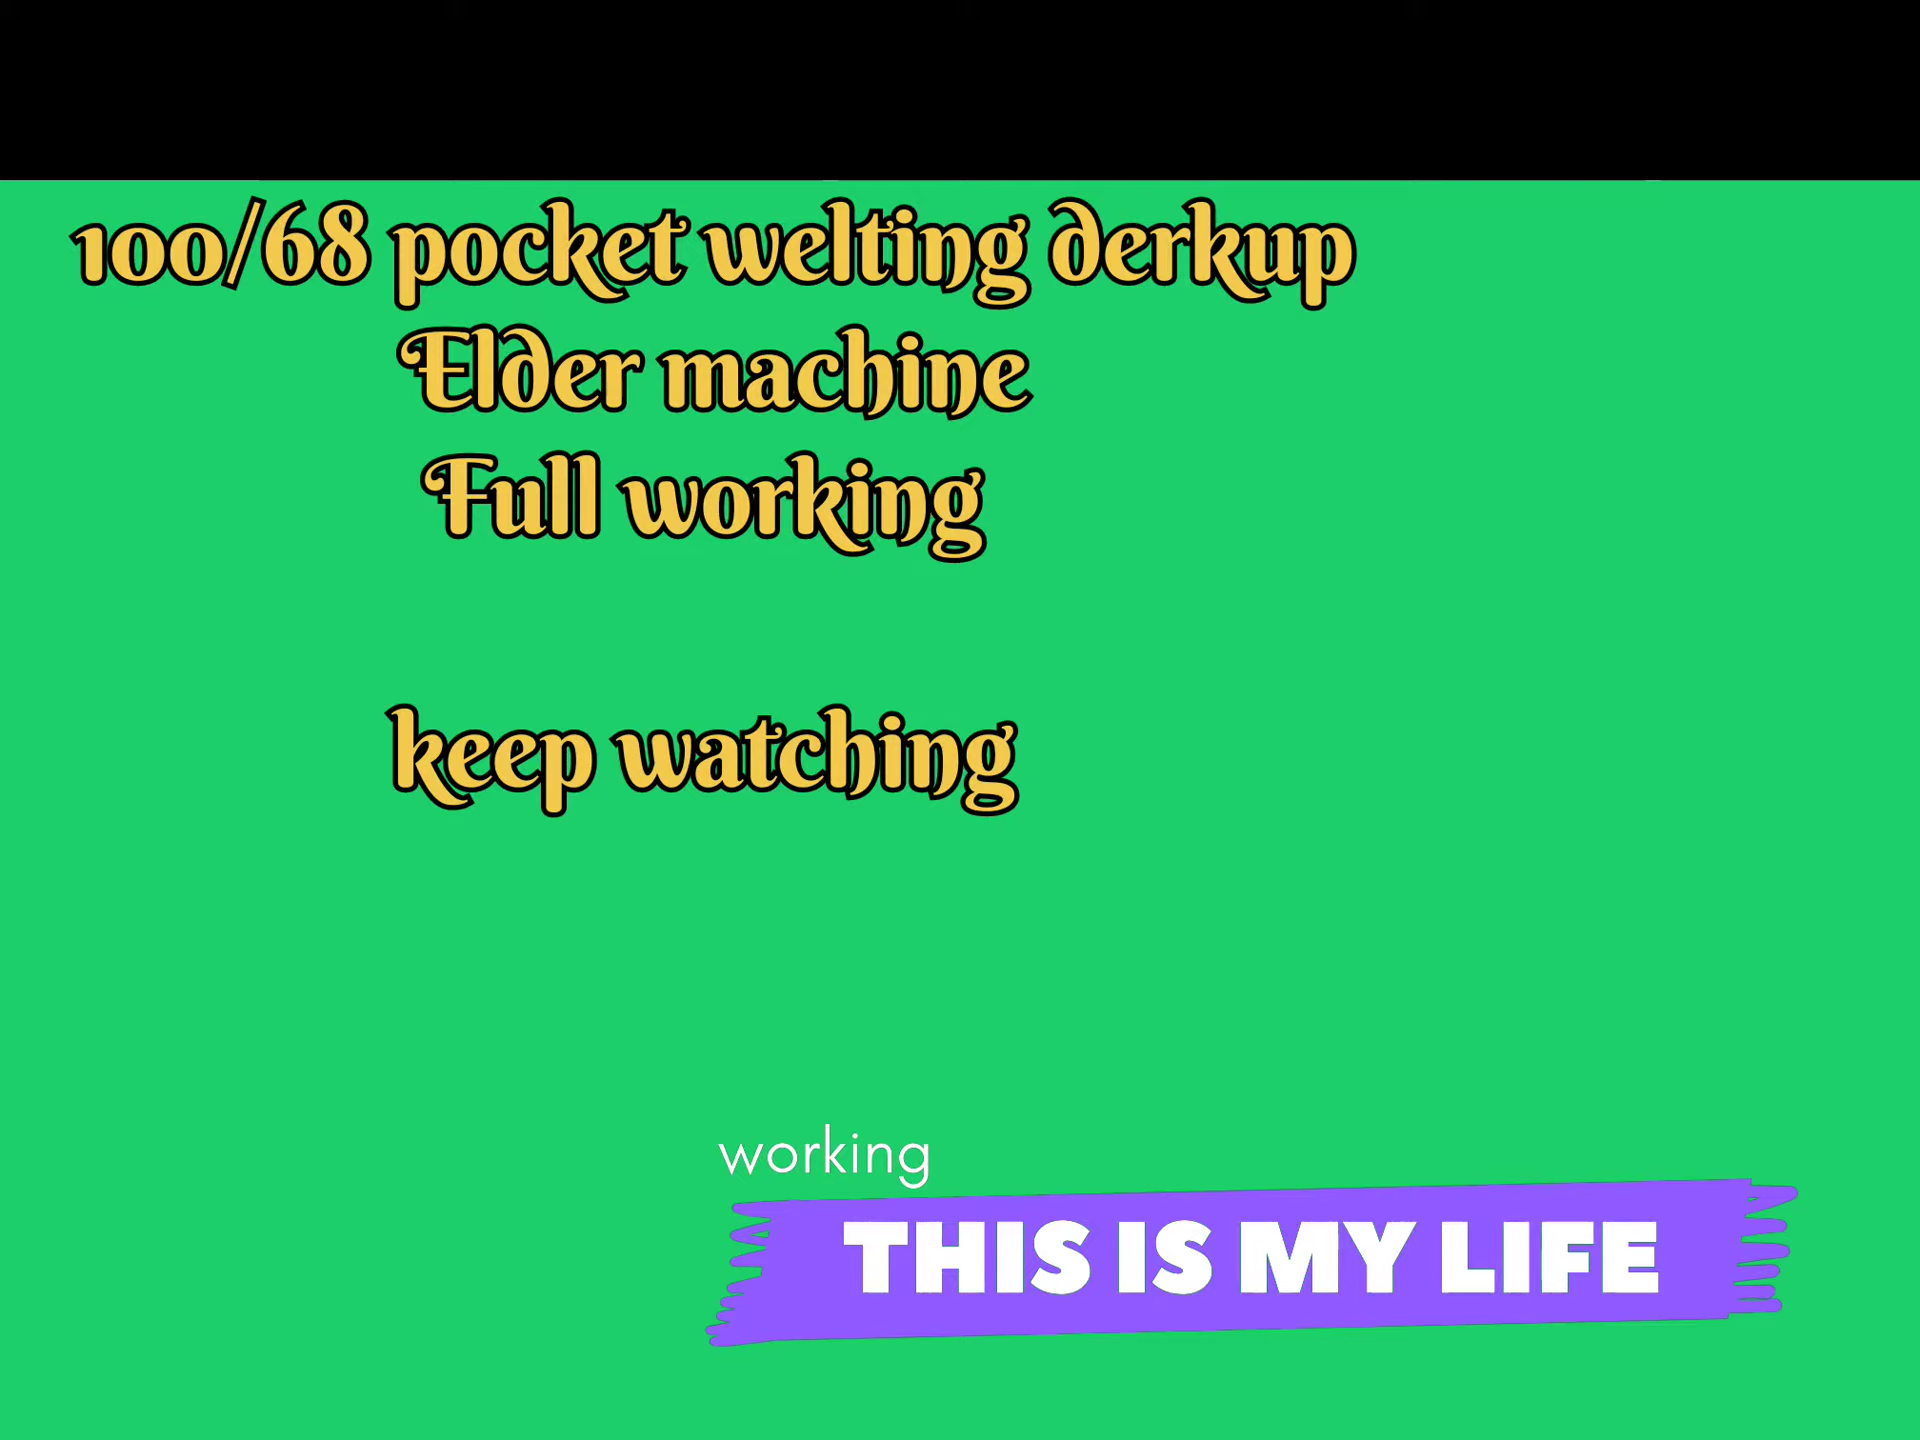 100/68 pocket welting derkup
Elder machine
Full working
keep watching
working
THIS IS MY LIFE